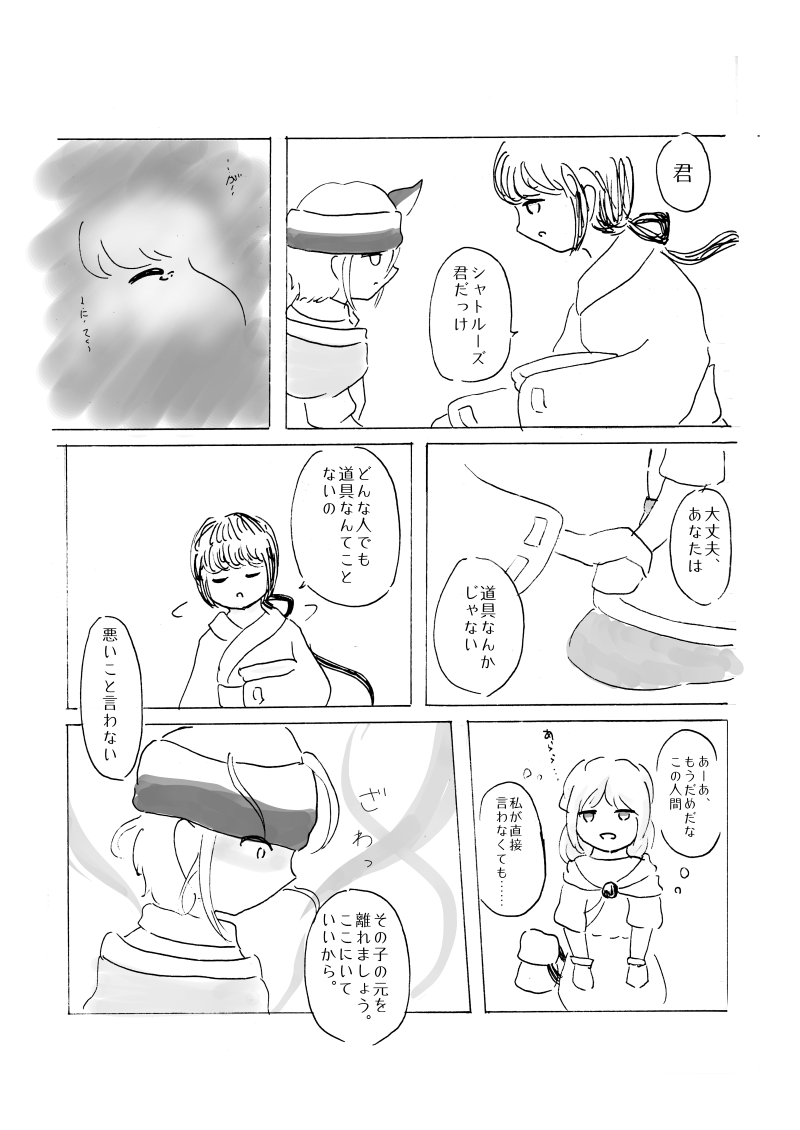 君
シャトルーズ
君だっけ
大丈夫、
あなたは
道具なんか
じゃない
どんな人でも
道具なんてこと
ないの
あーあ、
もうだめだな
この人間
あらら…
私が直接
言わなくても……
悪いこと言わない
ざわっ
その子の元を
離れましょう。
ここにいて
いいから。